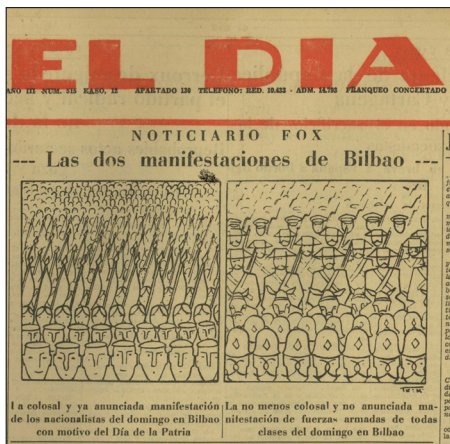 EL DIA
AÑO III NUM. 515 KASO, 12 APARTADO 130 TELEFONO: RED. 10.433 - ADM. 14.793 FRANQUEO CONCERTADO
NOTICIARIO FOX
--- Las dos manifestaciones de Bilbao ---
La colosal y ya anunciada manifestación
de los nacionalistas del domingo en Bilbao
con motivo del Día de la Patria
La no menos colosal y no anunciada ma-
nifestación de fuerzas armadas de todas
clases del domingo en Bilbao